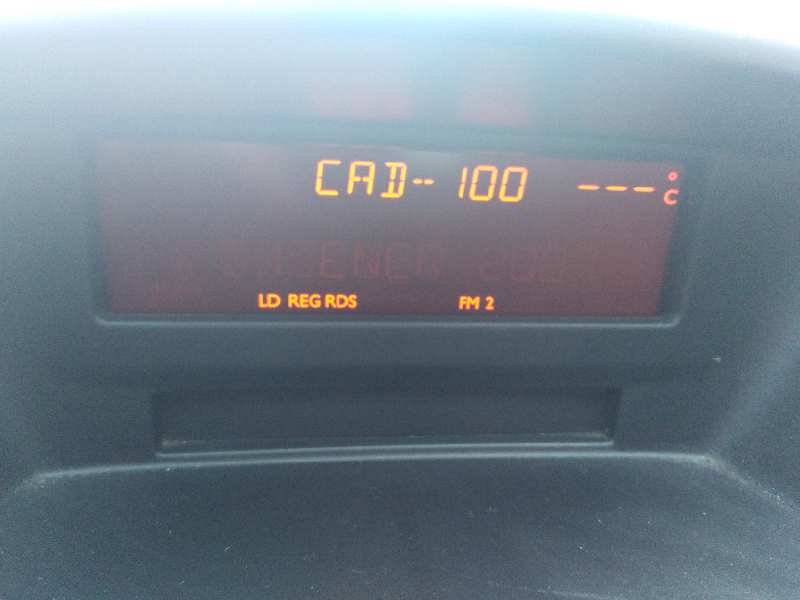 CAD-- 100 ---°C
LD REG RDS FM 2